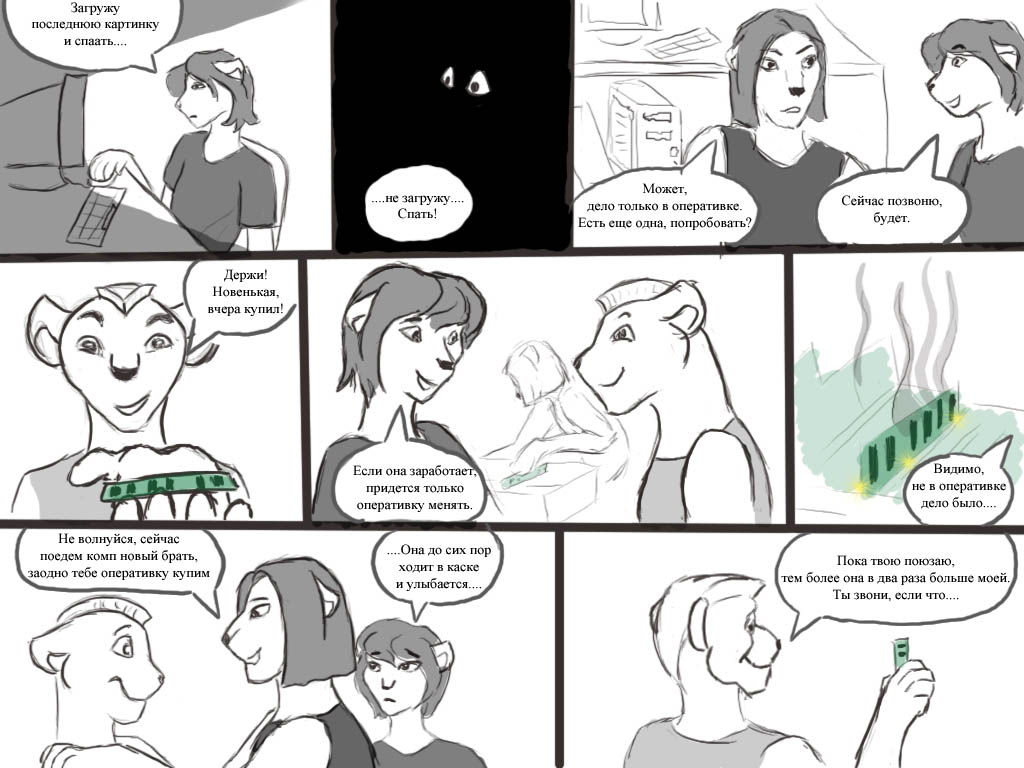 Загружу
последнюю картинку
и спаать....
....не загружу....
Спать!
Может,
дело только в оперативке.
Есть еще одна, попробовать?
Сейчас позвоню,
будет.
Держи!
Новенькая,
вчера купил!
Если она заработает,
придется только
оперативку менять.
Видимо,
не в оперативке
дело было....
Не волнуйся, сейчас
поедем комп новый брать,
заодно тебе оперативку купим
....Она до сих пор
ходит в каске
и улыбается....
Пока твою поюзаю,
тем более она в два раза больше моей.
Ты звони, если что....